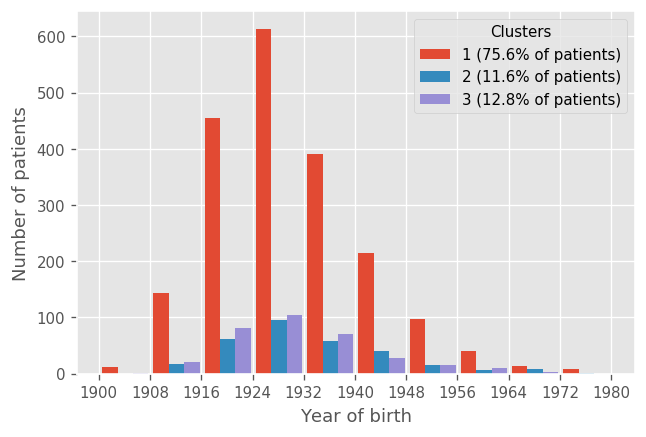 Clusters
1 (75.6% of patients)
2 (11.6% of patients)
3 (12.8% of patients)
Number of patients
600
500
400
300
200
100
0
1900 1908 1916 1924 1932 1940 1948 1956 1964 1972 1980
Year of birth